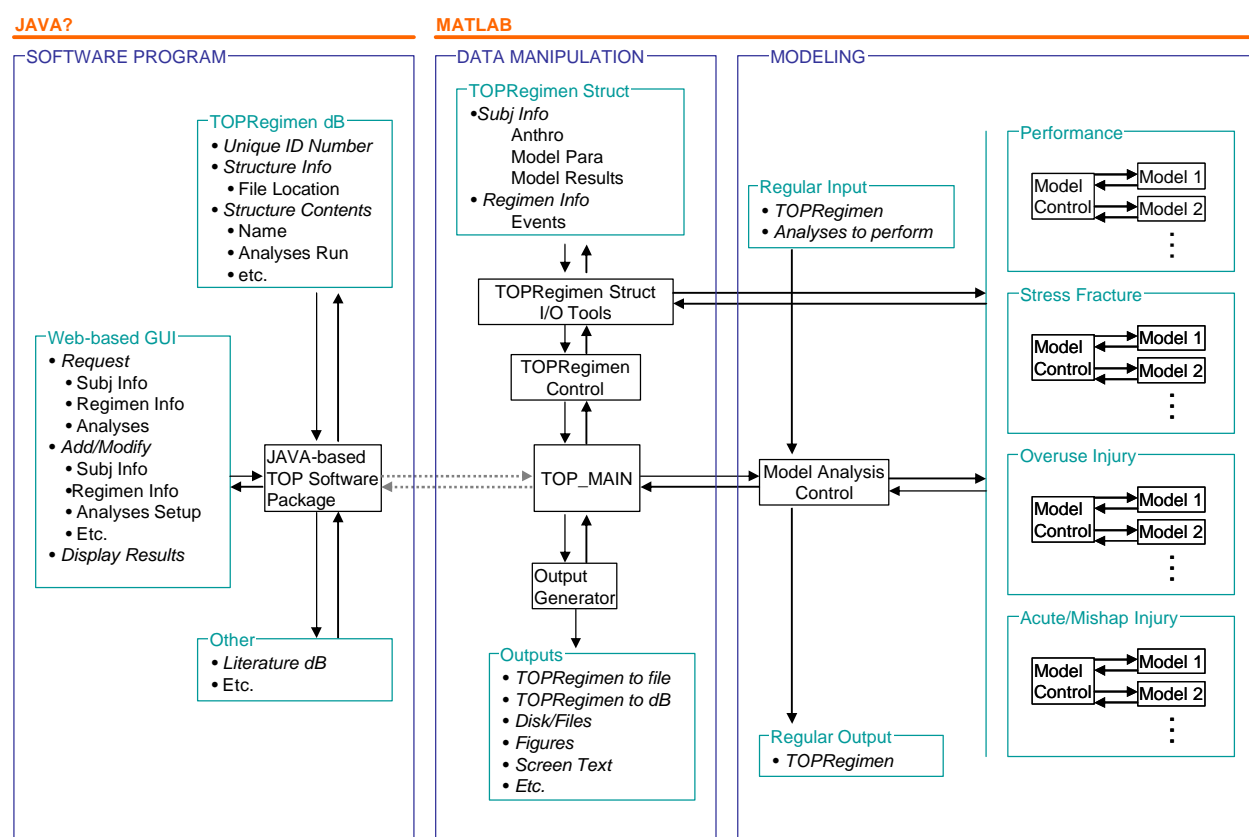 JAVA?
MATLAB
SOFTWARE PROGRAM
DATA MANIPULATION
MODELING
TOPRegimen dB
• Unique ID Number
• Structure Info
• File Location
• Structure Contents
• Name
• Analyses Run
• etc.
Web-based GUI
• Request
• Subj Info
• Regimen Info
• Analyses
• Add/Modify
• Subj Info
•Regimen Info
• Analyses Setup
• Etc.
• Display Results
JAVA-based
TOP Software
Package
Other
• Literature dB
• Etc.
TOPRegimen Struct
•Subj Info
Anthro
Model Para
Model Results
• Regimen Info
Events
TOPRegimen Struct
I/O Tools
TOPRegimen
Control
TOP_MAIN
Output
Generator
Outputs
• TOPRegimen to file
• TOPRegimen to dB
• Disk/Files
• Figures
• Screen Text
• Etc.
Regular Input
• TOPRegimen
• Analyses to perform
Model Analysis
Control
Regular Output
• TOPRegimen
Performance
Model
Control
Model 1
Model 2
Stress Fracture
Model
Control
Model 1
Model 2
Overuse Injury
Model
Control
Model 1
Model 2
Acute/Mishap Injury
Model
Control
Model 1
Model 2